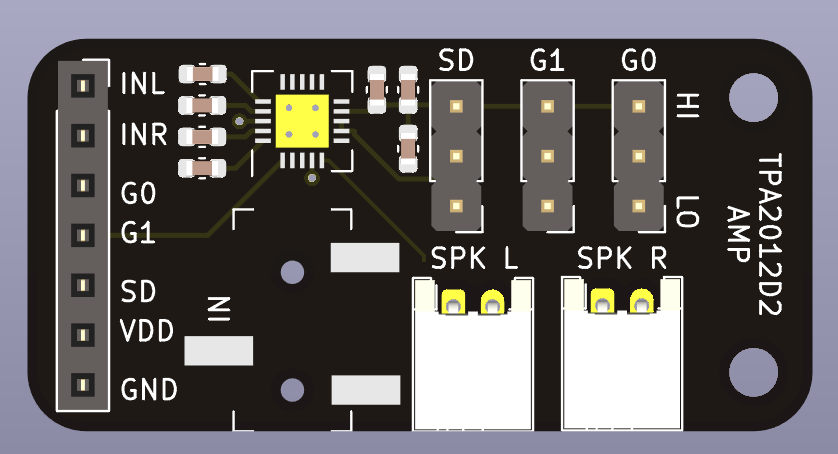 SD
G1
G0
INL
INR
G0
G1
SD
VDD
GND
HI
LO
TPA2012D2
AMP
SPK L
SPK R
IN